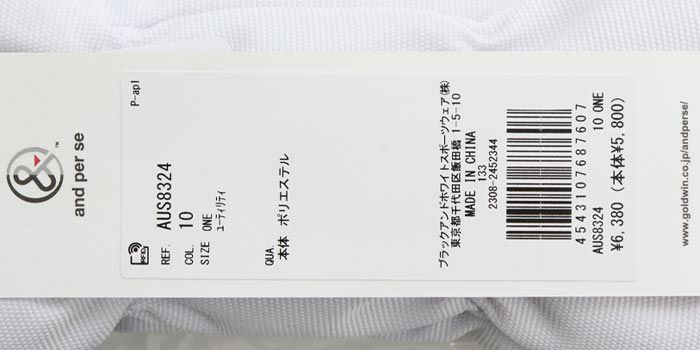 and per se
TM
P-ap1
RFID
REF. AUS8324
COL. 10
SIZE ONE
ユーティリティ
QUA.
本体 ポリエステル
ブラックアンドホワイトスポーツウェア(株)
東京都千代田区飯田橋 1-5-10
MADE IN CHINA
133
2308-2452344
4543107687607
AUS8324 10 ONE
¥6,380 (本体¥5,800)
www.goldwin.co.jp/andperse/